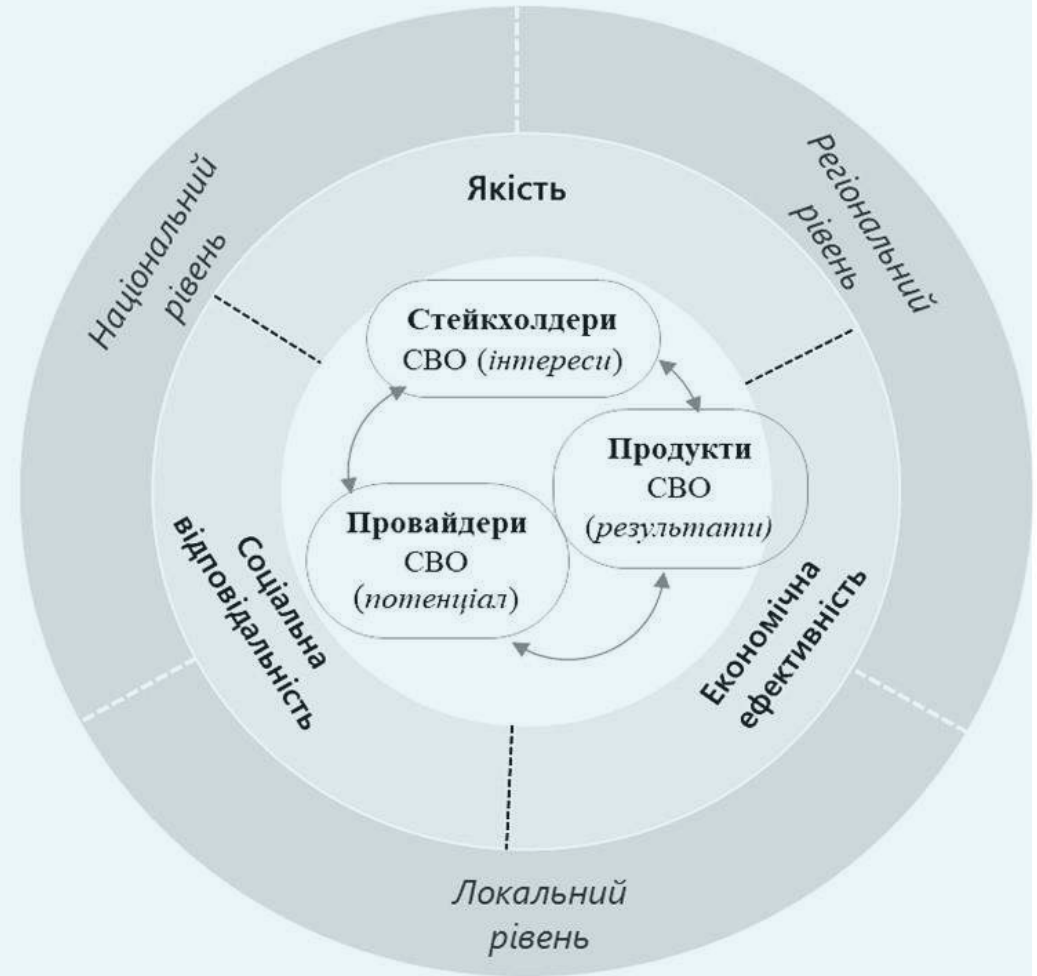 Національний
рівень
Регіональний
рівень
Якість
Стейкхолдери
СВО (інтереси)
Продукти
СВО
(результати)
Провайдери
СВО
(потенціал)
Соціальна
відповідальність
Економічна
ефективність
Локальний
рівень